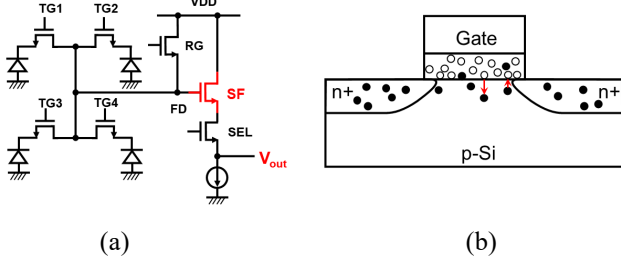 TG1 TG2 VDD
RG
SF
TG3 TG4 FD
SEL
Vout
Gate
n+ n+
p-Si
(a) (b)